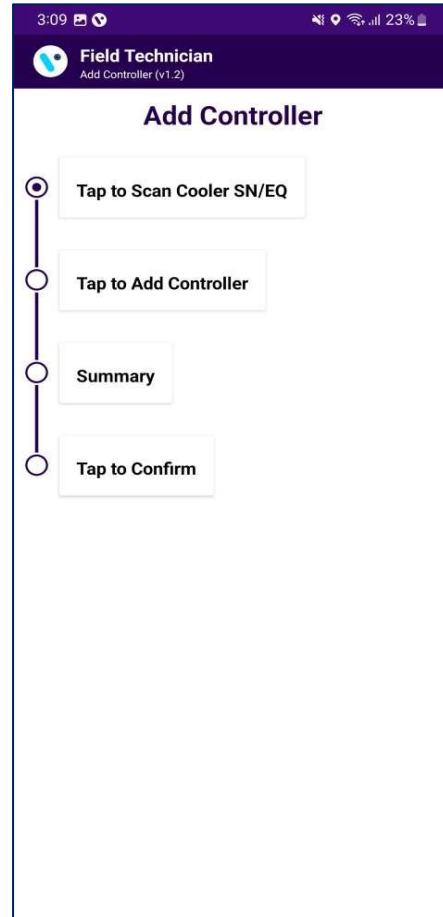 3:09 23%
Field Technician
Add Controller (v1.2)
Add Controller
Tap to Scan Cooler SN/EQ
Tap to Add Controller
Summary
Tap to Confirm